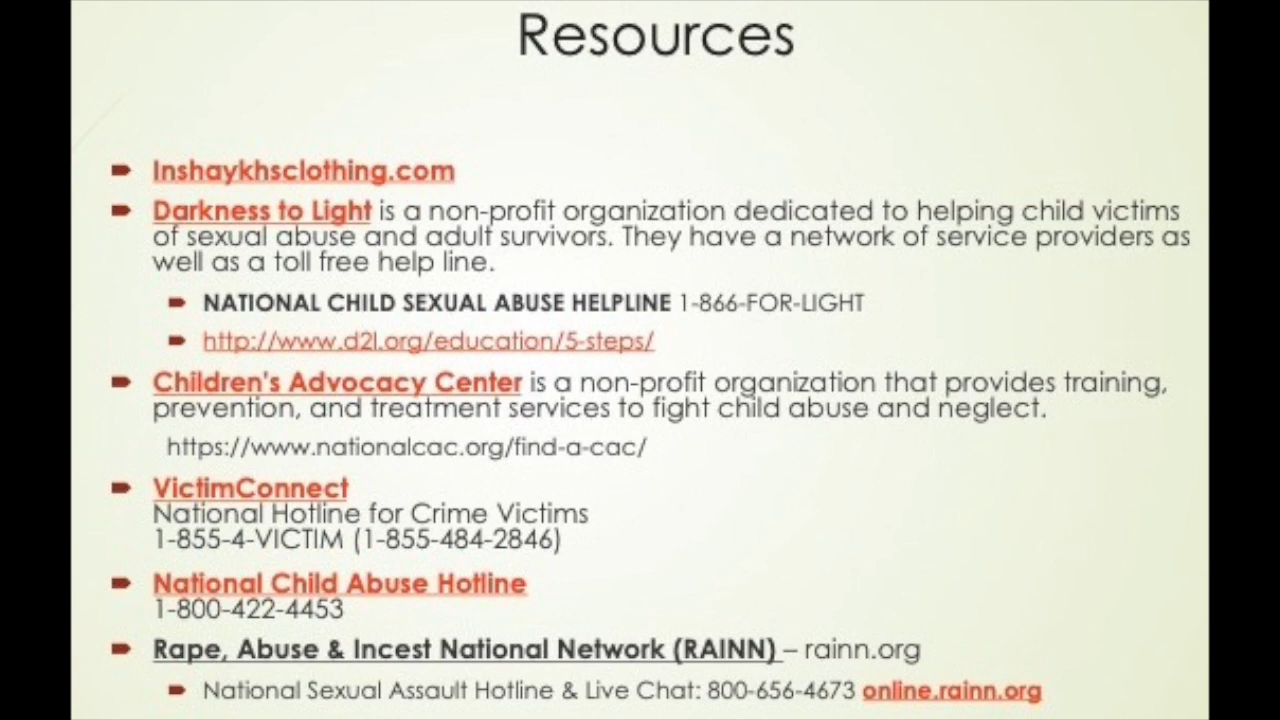 Resources
Inshaykhsclothing.com
Darkness to Light is a non-profit organization dedicated to helping child victims
of sexual abuse and adult survivors. They have a network of service providers as
well as a toll free help line.
NATIONAL CHILD SEXUAL ABUSE HELPLINE 1-866-FOR-LIGHT
http://www.d2l.org/education/5-steps/
Children's Advocacy Center is a non-profit organization that provides training,
prevention, and treatment services to fight child abuse and neglect.
https://www.nationalcac.org/find-a-cac/
VictimConnect
National Hotline for Crime Victims
1-855-4-VICTIM (1-855-484-2846)
National Child Abuse Hotline
1-800-422-4453
Rape, Abuse & Incest National Network (RAINN) – rainn.org
National Sexual Assault Hotline & Live Chat: 800-656-4673 online.rainn.org